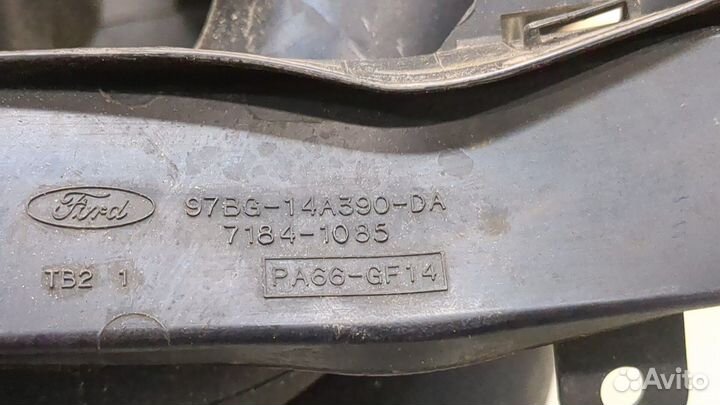 Ford
97BG-14A390-DA
7184-1085
TB2 1
PA66-GF14
Avito